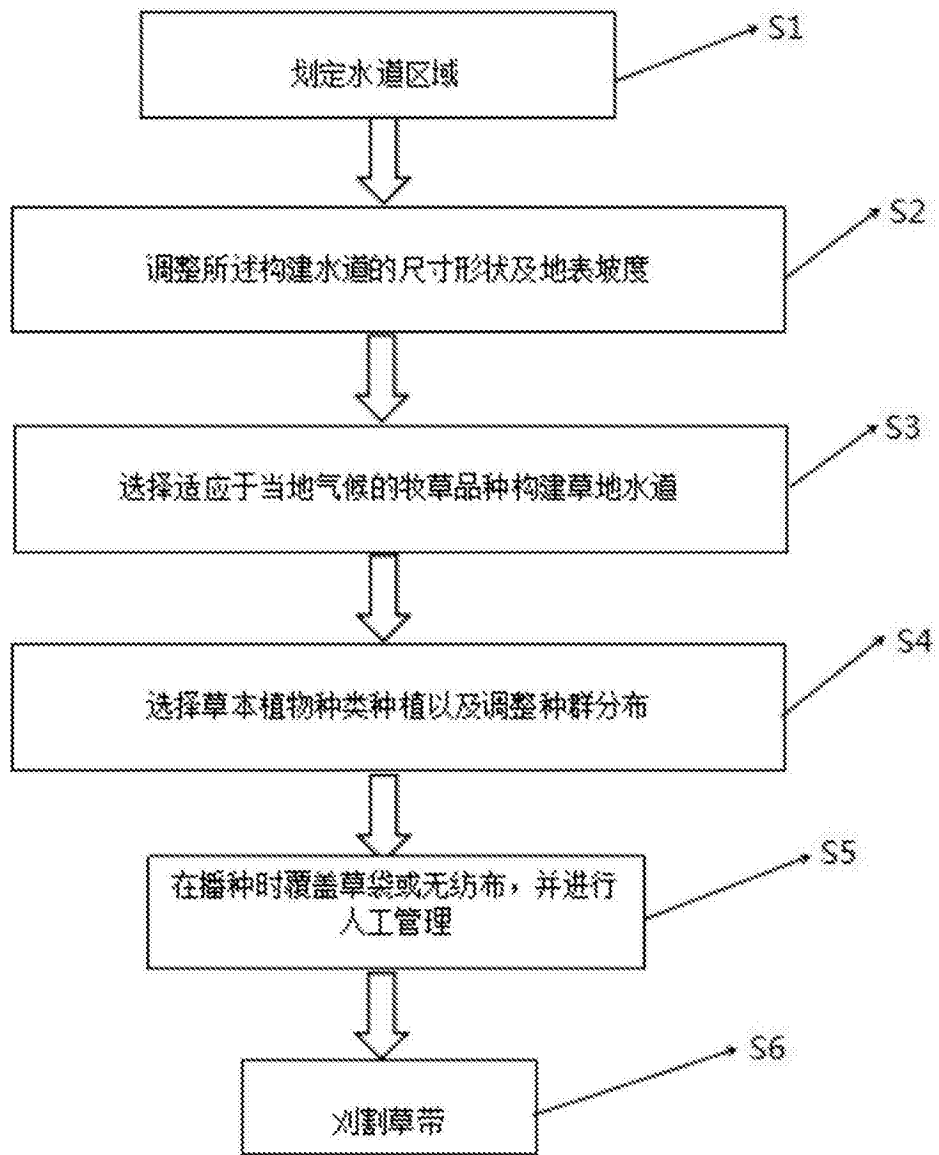 S1
划定水道区域
S2
调整所述构建水道的尺寸形状及地表坡度
S3
选择适应于当地气候的牧草品种构建草地水道
S4
选择草本植物种类种植以及调整种群分布
S5
在播种时覆盖草袋或无纺布，并进行
人工管理
S6
刈割草带